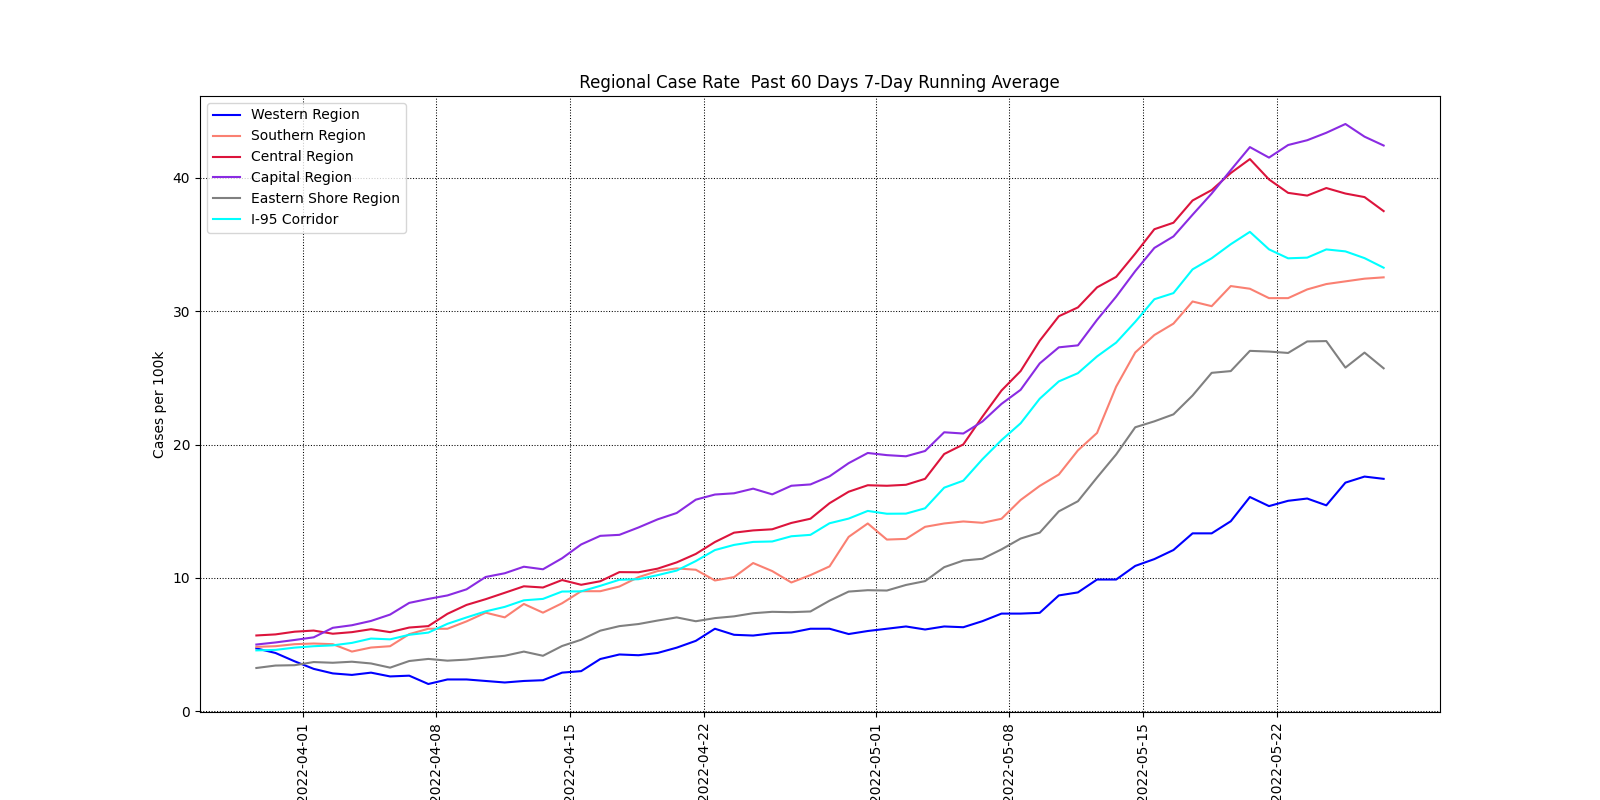 Regional Case Rate  Past 60 Days 7-Day Running Average
Western Region
Southern Region
Central Region
Capital Region
Eastern Shore Region
I-95 Corridor
Cases per 100k
40
30
20
10
0
2022-04-01
2022-04-08
2022-04-15
2022-04-22
2022-05-01
2022-05-08
2022-05-15
2022-05-22